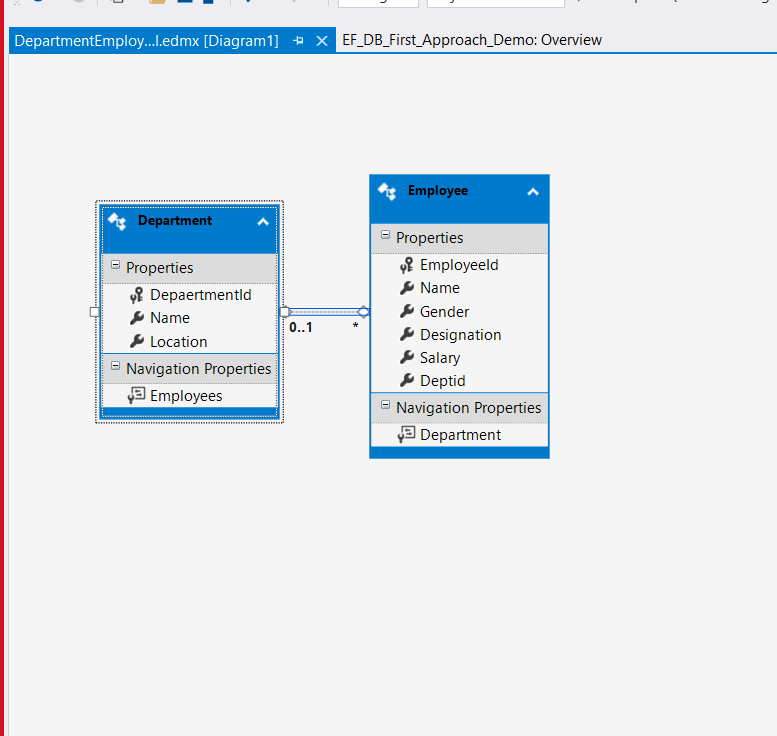 DepartmentEmploy...l.edmx [Diagram1]
EF_DB_First_Approach_Demo: Overview
Department
Properties
DepaertmentId
Name
Location
Navigation Properties
Employees
0..1
*
Employee
Properties
EmployeeId
Name
Gender
Designation
Salary
Deptid
Navigation Properties
Department